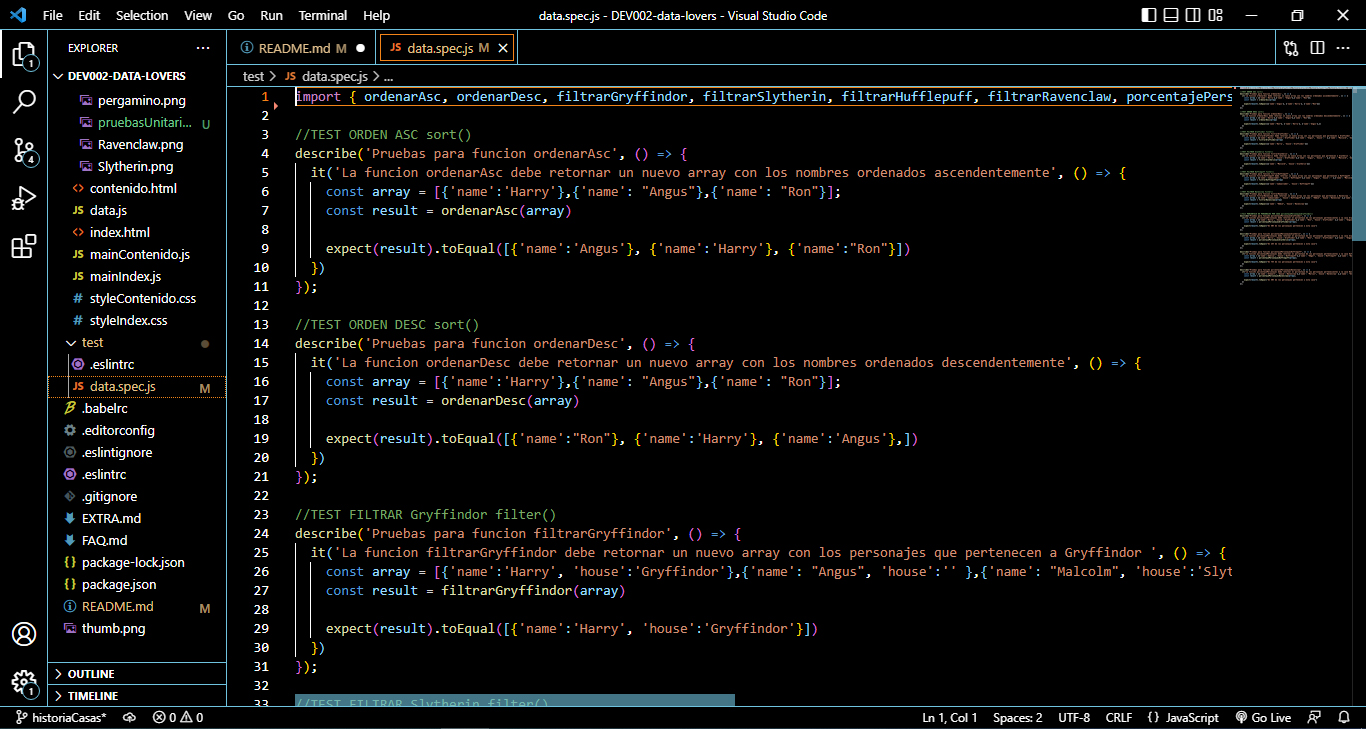 File Edit Selection View Go Run Terminal Help
data.spec.js - DEV002-data-lovers - Visual Studio Code
EXPLORER
DEV002-DATA-LOVERS
pergamino.png
pruebasUnitari... U
Ravenclaw.png
Slytherin.png
<> contenido.html
JS data.js
<> index.html
JS mainContenido.js
JS mainIndex.js
# styleContenido.css
# styleIndex.css
test
.eslintrc
JS data.spec.js M
.babelrc
.editorconfig
.eslintignore
.eslintrc
.gitignore
EXTRA.md
FAQ.md
{} package-lock.json
{} package.json
README.md M
thumb.png
OUTLINE
TIMELINE
1
4
1
README.md M
JS data.spec.js M
test > JS data.spec.js > ...
1 import { ordenarAsc, ordenarDesc, filtrarGryffindor, filtrarSlytherin, filtrarHufflepuff, filtrarRavenclaw, porcentajePers
2
3 //TEST ORDEN ASC sort()
4 describe('Pruebas para funcion ordenarAsc', () => {
5 it('La funcion ordenarAsc debe retornar un nuevo array con los nombres ordenados ascendentemente', () => {
6 const array = [{'name':'Harry'},{'name': "Angus"},{'name': "Ron"}];
7 const result = ordenarAsc(array)
8
9 expect(result).toEqual([{'name':'Angus'}, {'name':'Harry'}, {'name':"Ron"}])
10 })
11 });
12
13 //TEST ORDEN DESC sort()
14 describe('Pruebas para funcion ordenarDesc', () => {
15 it('La funcion ordenarDesc debe retornar un nuevo array con los nombres ordenados descendentemente', () => {
16 const array = [{'name':'Harry'},{'name': "Angus"},{'name': "Ron"}];
17 const result = ordenarDesc(array)
18
19 expect(result).toEqual([{'name':"Ron"}, {'name':'Harry'}, {'name':'Angus'},])
20 })
21 });
22
23 //TEST FILTRAR Gryffindor filter()
24 describe('Pruebas para funcion filtrarGryffindor', () => {
25 it('La funcion filtrarGryffindor debe retornar un nuevo array con los personajes que pertenecen a Gryffindor ', () => {
26 const array = [{'name':'Harry', 'house':'Gryffindor'},{'name': "Angus", 'house':'' },{'name': "Malcolm", 'house':'Slyt
27 const result = filtrarGryffindor(array)
28
29 expect(result).toEqual([{'name':'Harry', 'house':'Gryffindor'}])
30 })
31 });
32
33 //TEST FILTRAR Slytherin filter()
historiaCasas* 0 0 Ln 1, Col 1 Spaces: 2 UTF-8 CRLF {} JavaScript Go Live